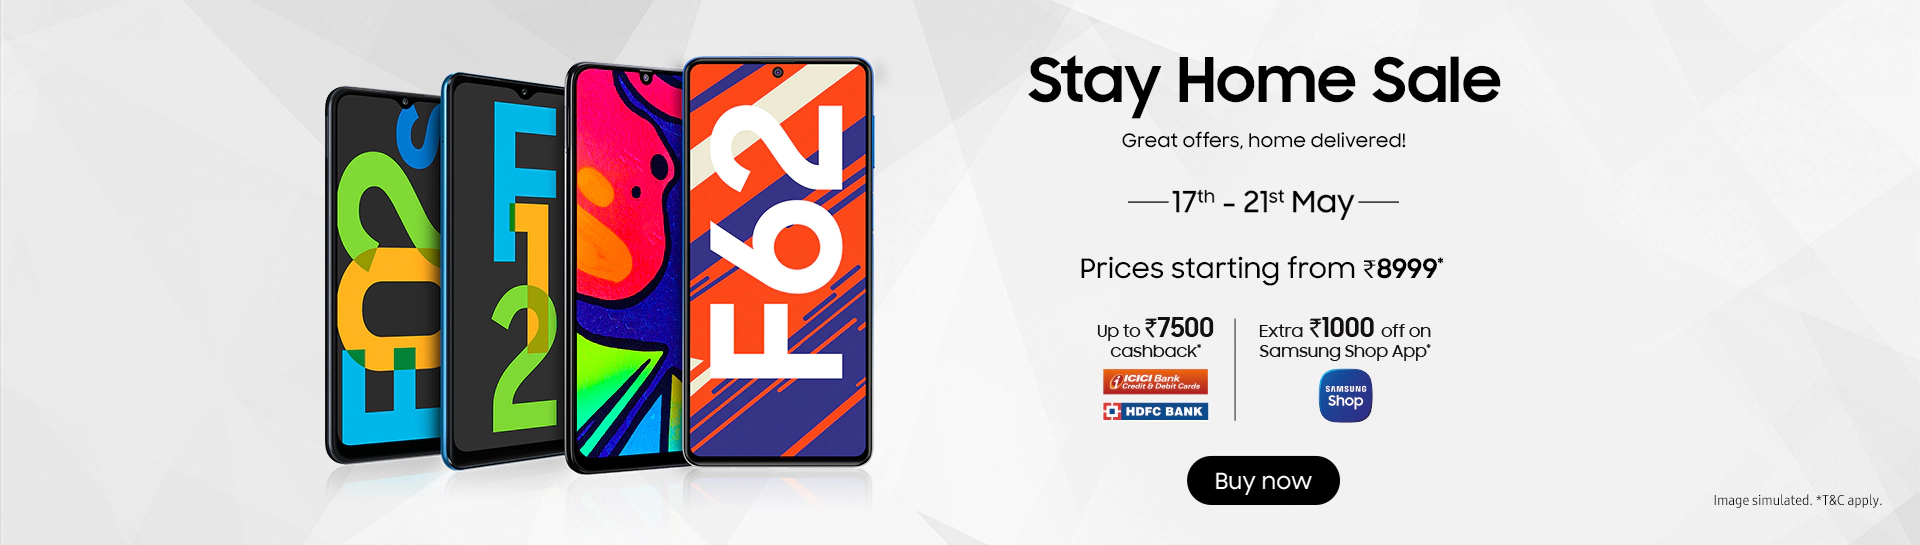 F02s
F12
F62
Stay Home Sale
Great offers, home delivered!
17th - 21st May
Prices starting from ₹8999*
Up to ₹7500
cashback*
ICICI Bank
Credit & Debit Cards
HDFC BANK
Extra ₹1000 off on
Samsung Shop App*
SAMSUNG
Shop
Buy now
Image simulated. *T&C apply.